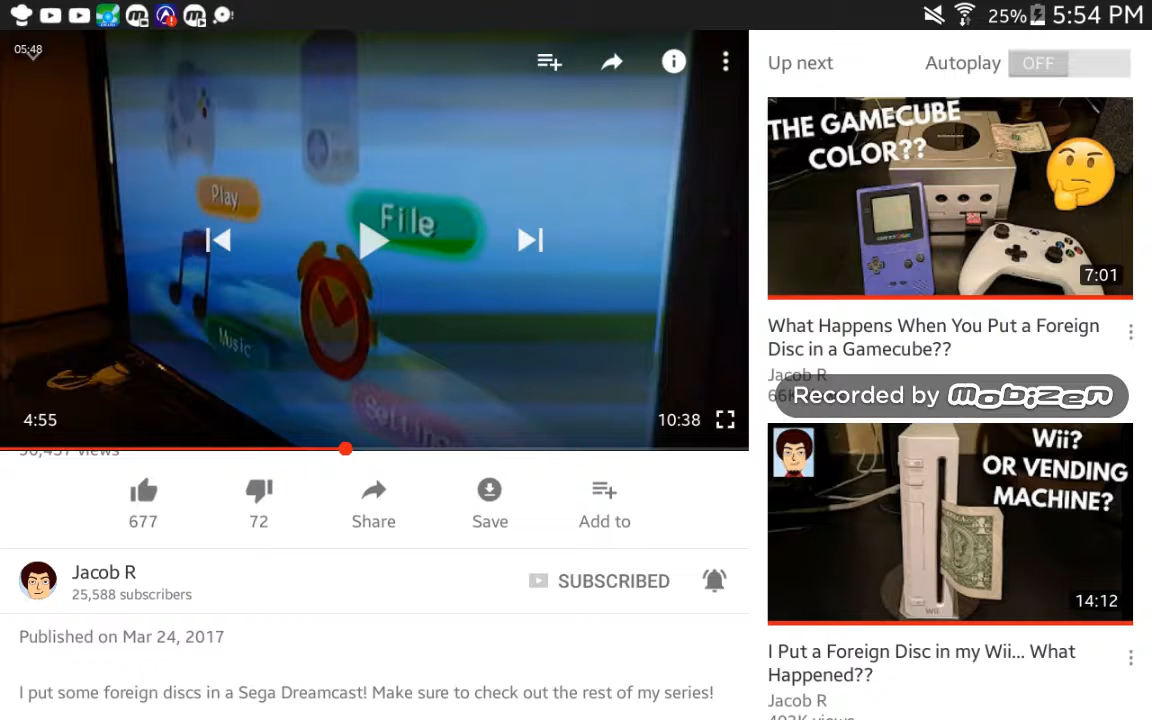 25% 5:54 PM
05:48
Up next
Autoplay OFF
THE GAMECUBE
COLOR??
Play
File
Music
Settings
4:55
10:38
7:01
What Happens When You Put a Foreign
Disc in a Gamecube??
Jacob R
Recorded by mobizen
677
72
Share
Save
Add to
Wii?
OR VENDING
MACHINE?
Wii
14:12
Jacob R
25,588 subscribers
SUBSCRIBED
Published on Mar 24, 2017
I Put a Foreign Disc in my Wii... What
Happened??
Jacob R
I put some foreign discs in a Sega Dreamcast! Make sure to check out the rest of my series!